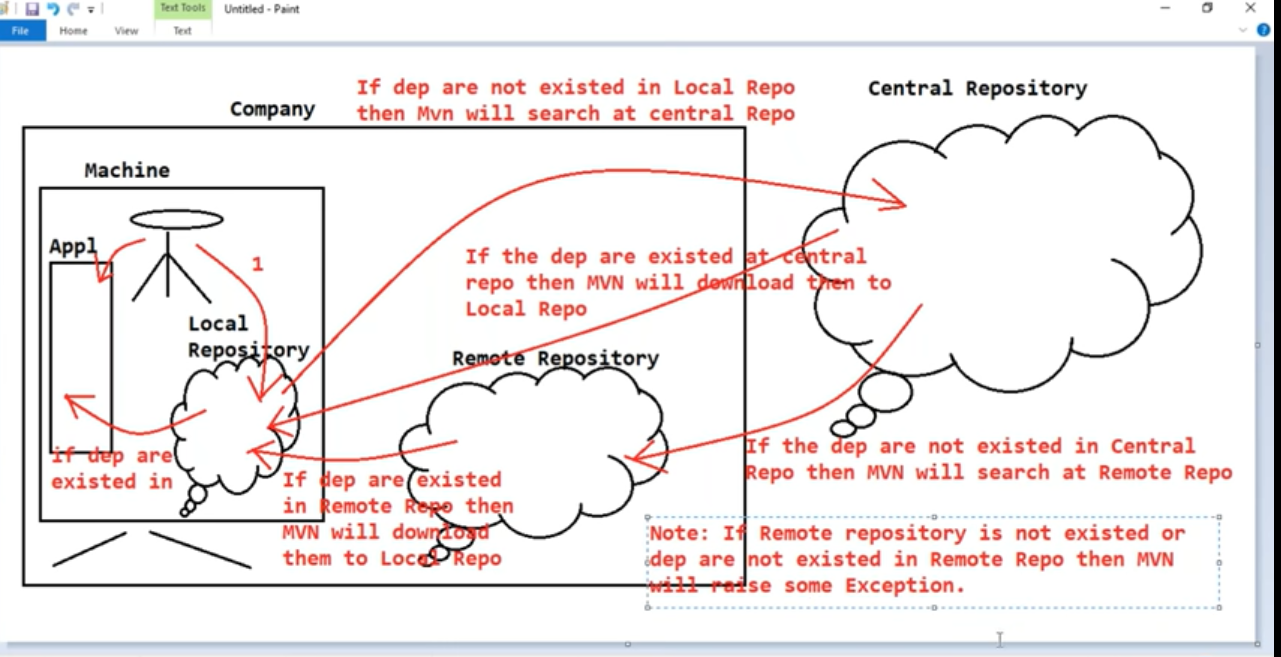 Text Tools
Untitled - Paint
File
Home
View
Text
If dep are not existed in Local Repo
then Mvn will search at central Repo
Central Repository
Company
Machine
Appl
1
If the dep are existed at central
repo then MVN will download then to
Local Repo
Local
Repository
Remote Repository
if dep are
existed in
If dep are existed
in Remote Repo then
MVN will download
them to Local Repo
If the dep are not existed in Central
Repo then MVN will search at Remote Repo
Note: If Remote repository is not existed or
dep are not existed in Remote Repo then MVN
will raise some Exception.